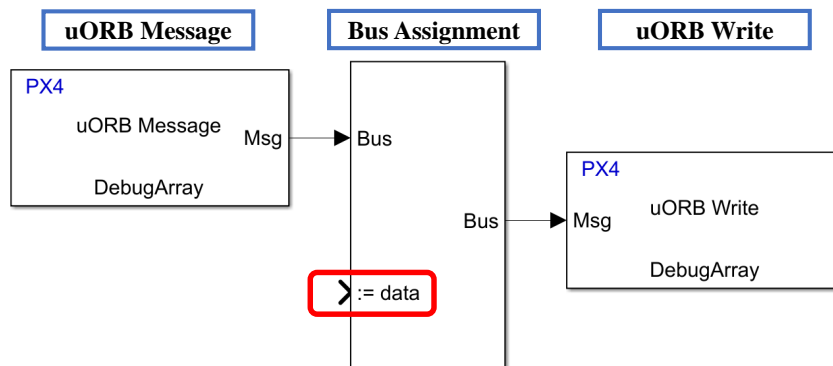 uORB Message
Bus Assignment
uORB Write
PX4
uORB Message
Msg
DebugArray
Bus
Bus
:= data
PX4
Msg
uORB Write
DebugArray